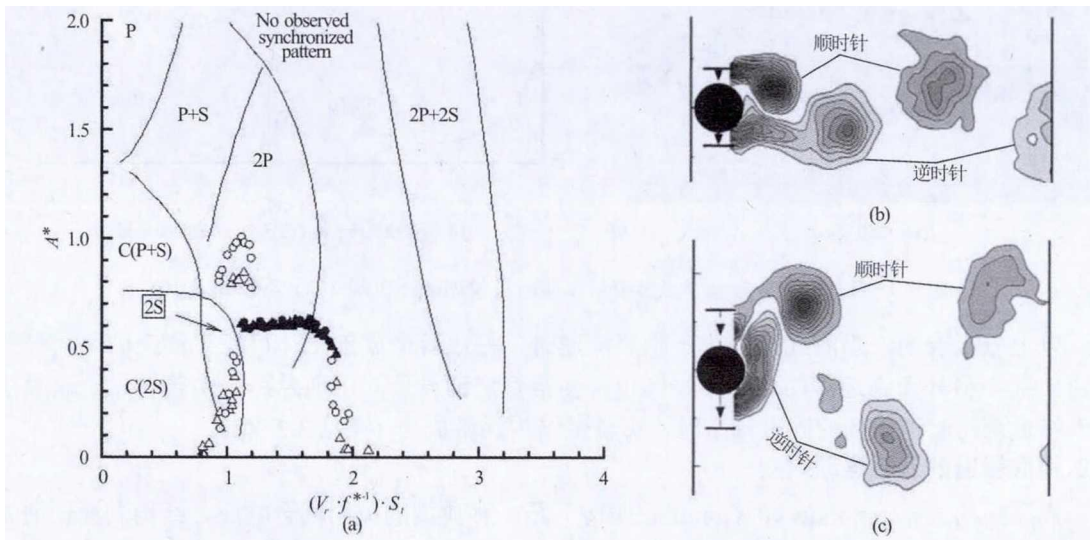 2.0
1.5
1.0
0.5
0
A*
P
No observed
synchronized
pattern
P+S
2P
2P+2S
C(P+S)
2S
C(2S)
1
2
3
4
(Vr·f*⁻¹)·St
(a)
顺时针
逆时针
(b)
顺时针
逆时针
(c)